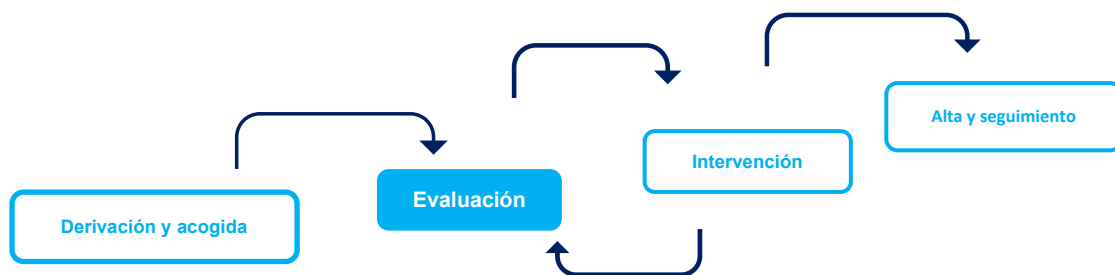 Derivación y acogida
Evaluación
Intervención
Alta y seguimiento